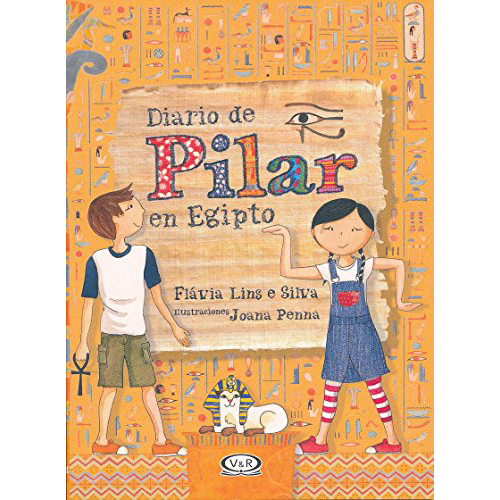 Diario de
Pilar
en Egipto
Flávia Lins e Silva
Ilustraciones Joana Penna
V&R